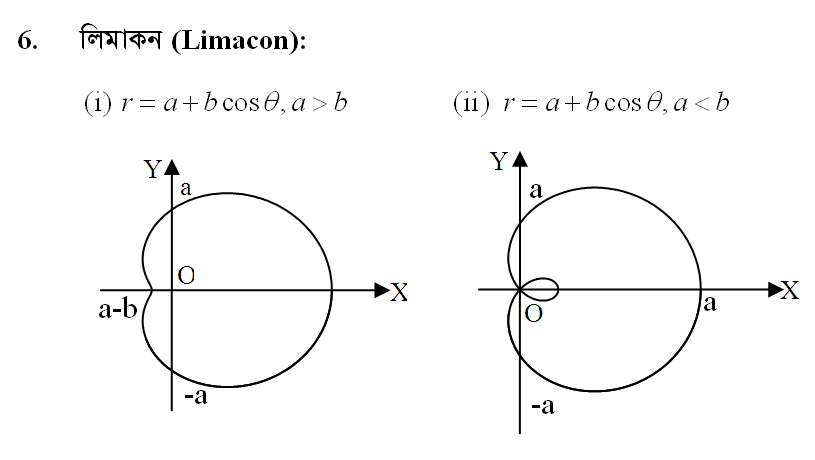 6. লিমাকন (Limacon):
(i) r = a + b cos θ, a > b
(ii) r = a + b cos θ, a < b
Y
a
O
X
a-b
-a
Y
a
O
X
a
-a